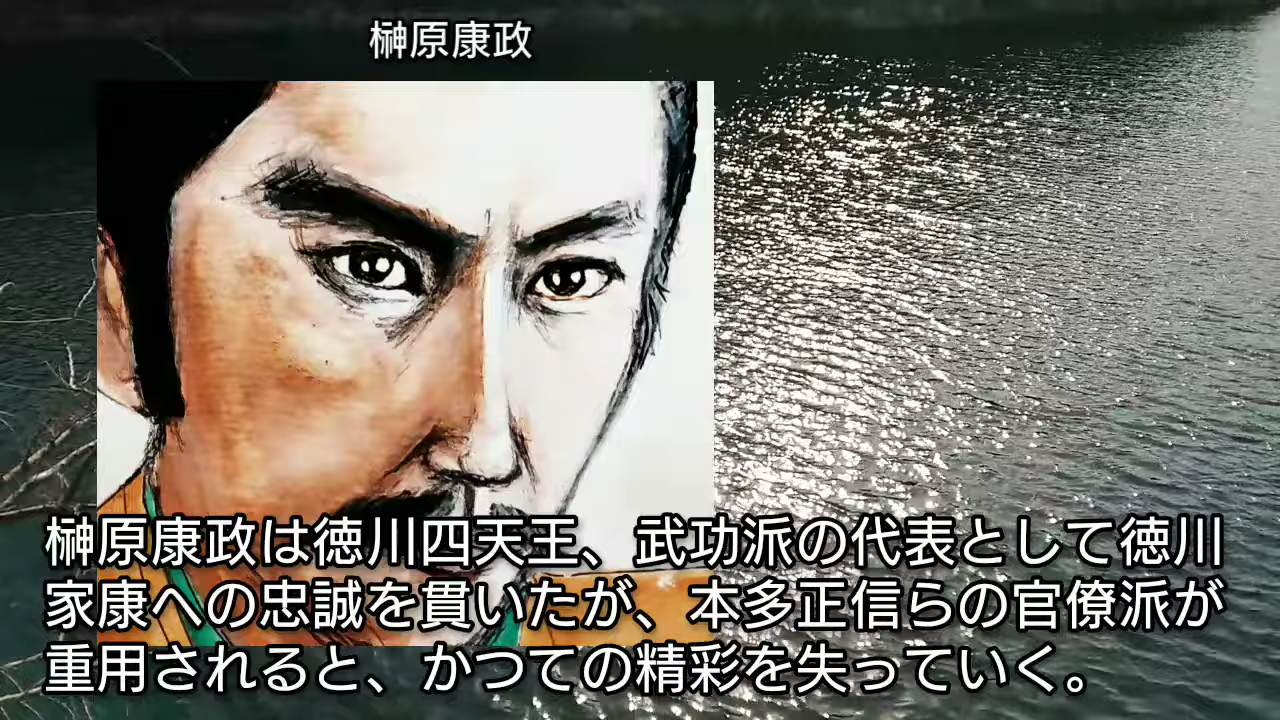 榊原康政
榊原康政は徳川四天王、武功派の代表として徳川
家康への忠誠を貫いたが、本多正信らの官僚派が
重用されると、かつての精彩を失っていく。